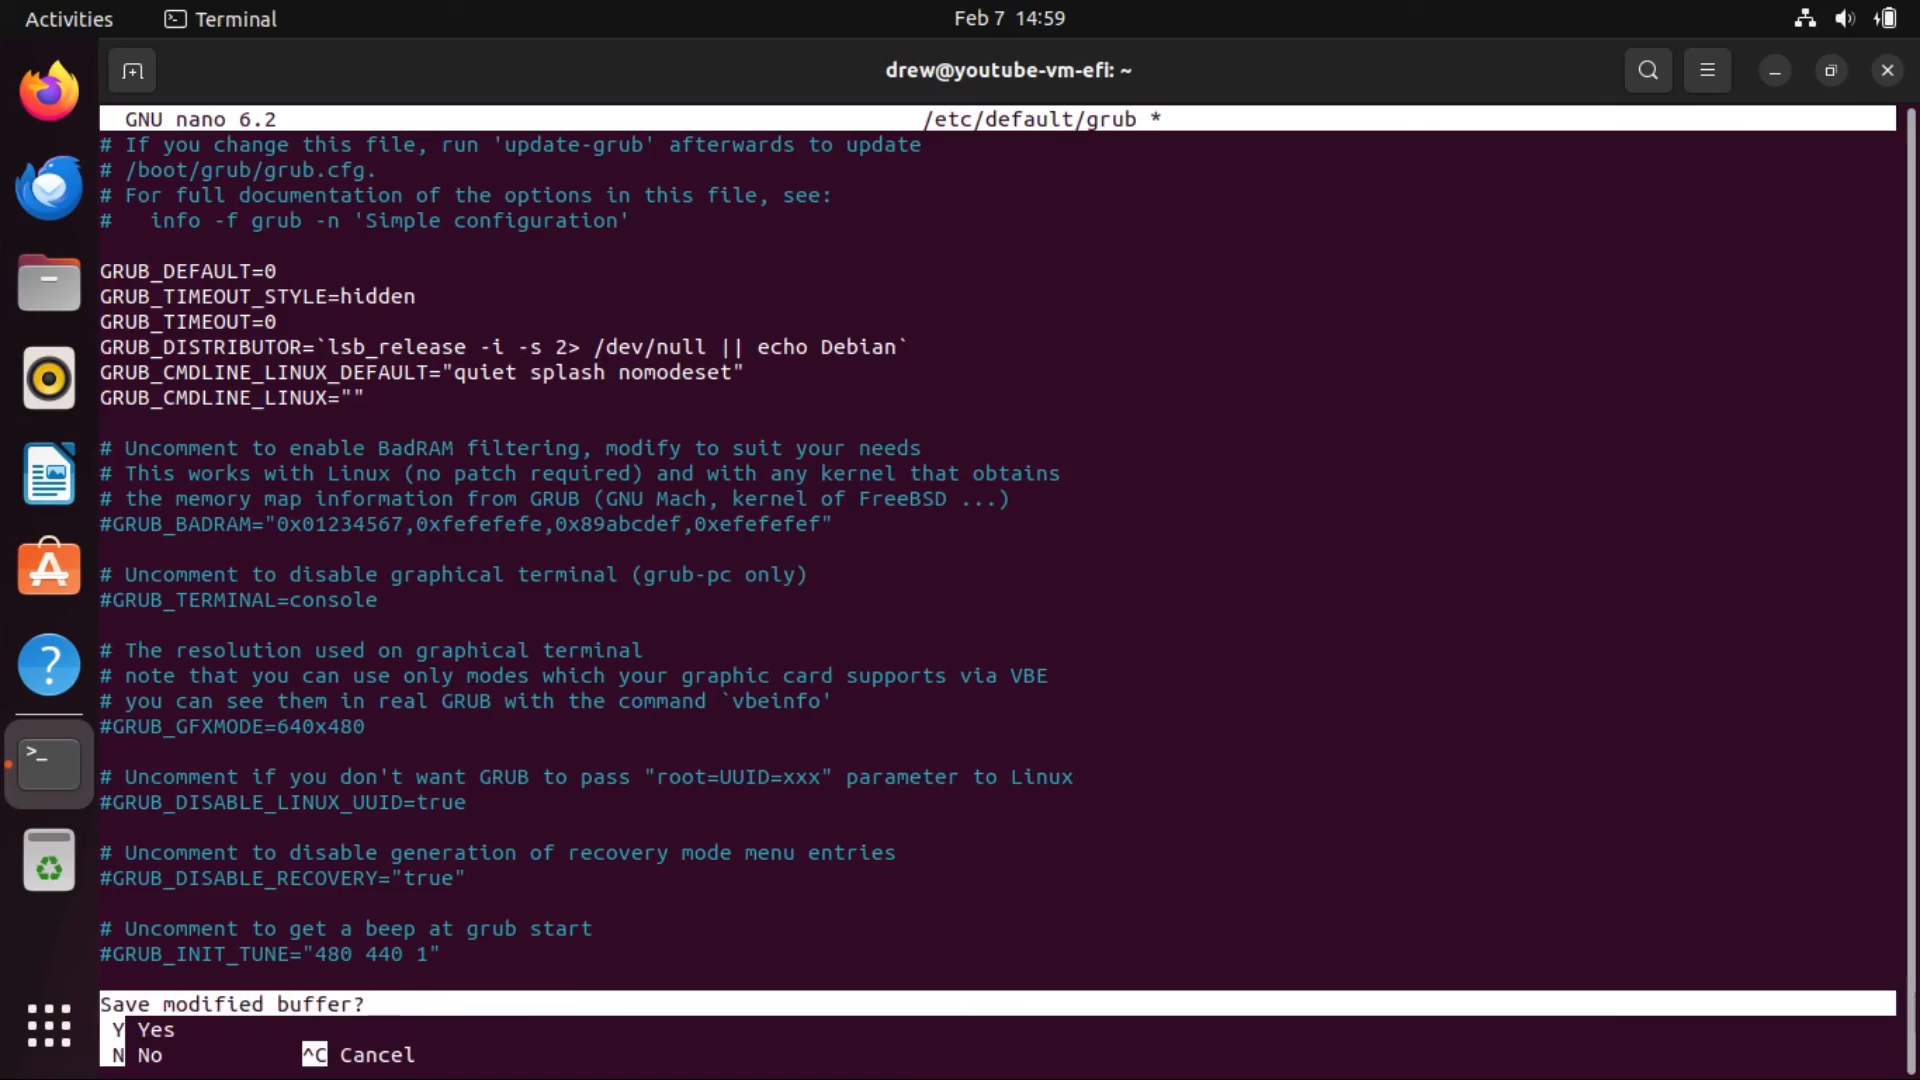 Activities
Terminal
Feb 7 14:59
drew@youtube-vm-efi: ~
GNU nano 6.2 /etc/default/grub *
# If you change this file, run 'update-grub' afterwards to update
# /boot/grub/grub.cfg.
# For full documentation of the options in this file, see:
#   info -f grub -n 'Simple configuration'
GRUB_DEFAULT=0
GRUB_TIMEOUT_STYLE=hidden
GRUB_TIMEOUT=0
GRUB_DISTRIBUTOR=`lsb_release -i -s 2> /dev/null || echo Debian`
GRUB_CMDLINE_LINUX_DEFAULT="quiet splash nomodeset"
GRUB_CMDLINE_LINUX=""
# Uncomment to enable BadRAM filtering, modify to suit your needs
# This works with Linux (no patch required) and with any kernel that obtains
# the memory map information from GRUB (GNU Mach, kernel of FreeBSD ...)
#GRUB_BADRAM="0x01234567,0xfefefefe,0x89abcdef,0xefefefef"
# Uncomment to disable graphical terminal (grub-pc only)
#GRUB_TERMINAL=console
# The resolution used on graphical terminal
# note that you can use only modes which your graphic card supports via VBE
# you can see them in real GRUB with the command `vbeinfo'
#GRUB_GFXMODE=640x480
# Uncomment if you don't want GRUB to pass "root=UUID=xxx" parameter to Linux
#GRUB_DISABLE_LINUX_UUID=true
# Uncomment to disable generation of recovery mode menu entries
#GRUB_DISABLE_RECOVERY="true"
# Uncomment to get a beep at grub start
#GRUB_INIT_TUNE="480 440 1"
Save modified buffer?
Y Yes
N No ^C Cancel